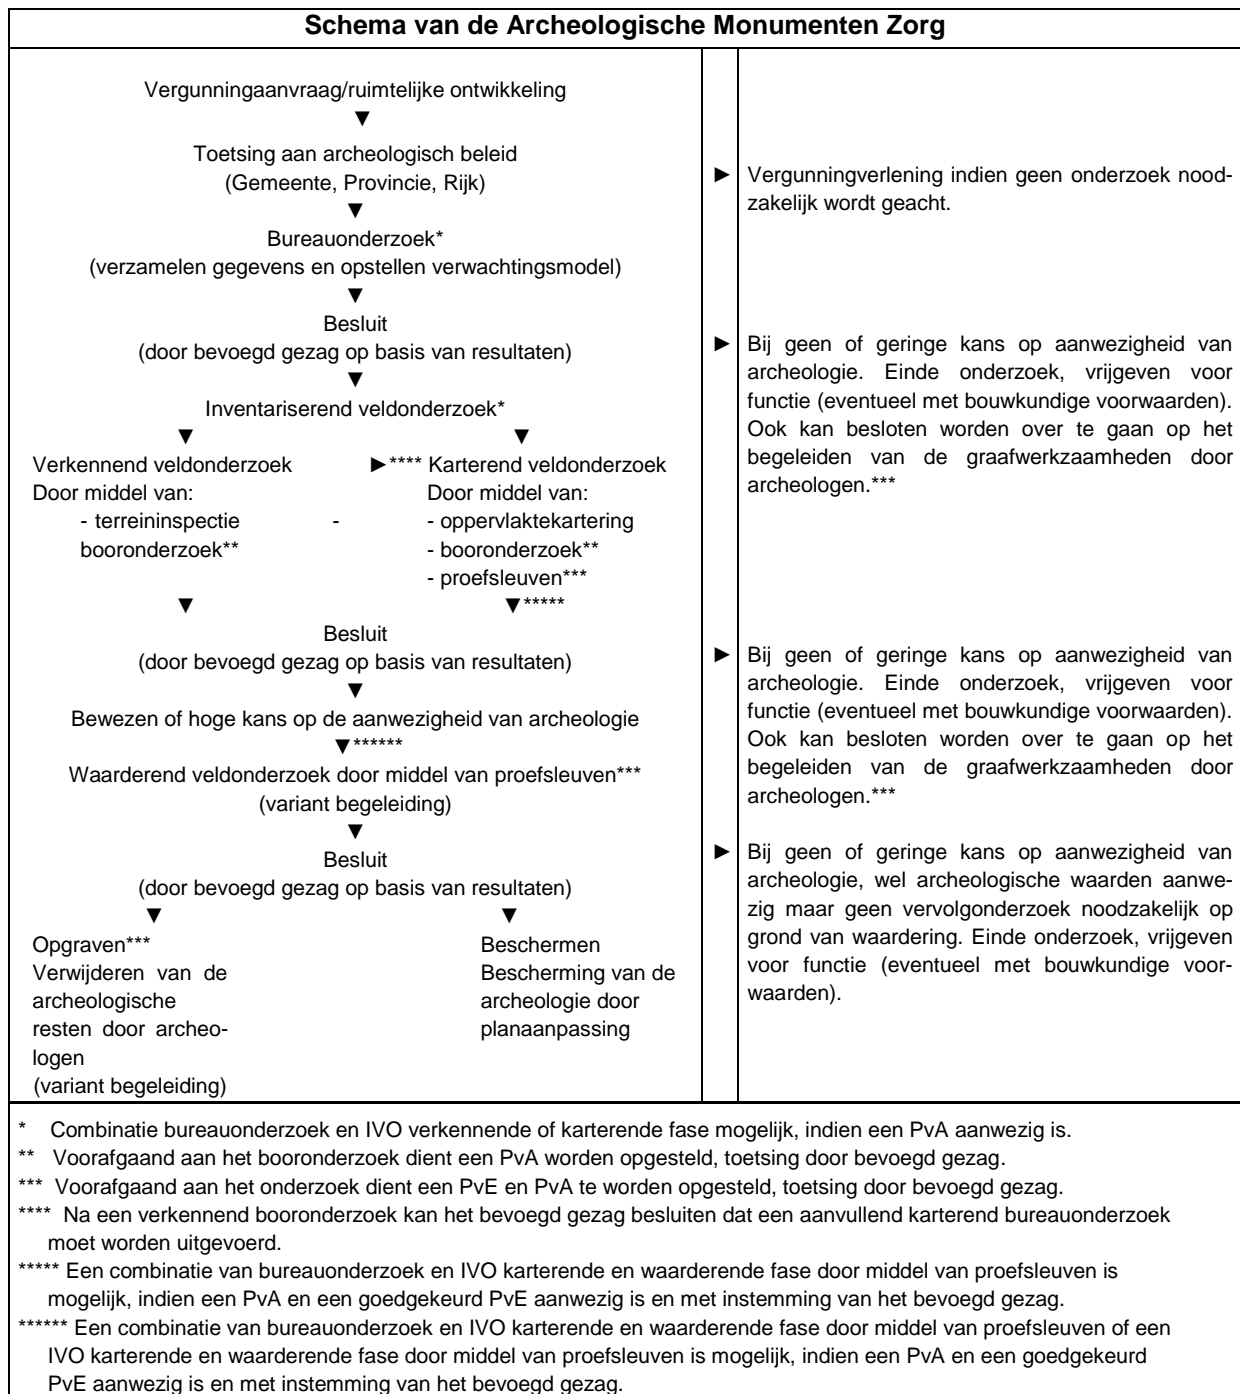 Schema van de Archeologische Monumenten Zorg
Vergunningaanvraag/ruimtelijke ontwikkeling
▼
Toetsing aan archeologisch beleid
(Gemeente, Provincie, Rijk)
▼
Bureauonderzoek*
(verzamelen gegevens en opstellen verwachtingsmodel)
▼
Besluit
(door bevoegd gezag op basis van resultaten)
▼
Inventariserend veldonderzoek*
▼ ▼
Verkennend veldonderzoek ►**** Karterend veldonderzoek
Door middel van: Door middel van:
- terreininspectie - - oppervlaktekartering
booronderzoek** - booronderzoek**
- proefsleuven***
▼ ▼*****
Besluit
(door bevoegd gezag op basis van resultaten)
▼
Bewezen of hoge kans op de aanwezigheid van archeologie
▼******
Waarderend veldonderzoek door middel van proefsleuven***
(variant begeleiding)
▼
Besluit
(door bevoegd gezag op basis van resultaten)
▼ ▼
Opgraven*** Beschermen
Verwijderen van de Bescherming van de
archeologische archeologie door
resten door archeo- planaanpassing
logen
(variant begeleiding)
► Vergunningverlening indien geen onderzoek nood-
zakelijk wordt geacht.
► Bij geen of geringe kans op aanwezigheid van
archeologie. Einde onderzoek, vrijgeven voor
functie (eventueel met bouwkundige voorwaarden).
Ook kan besloten worden over te gaan op het
begeleiden van de graafwerkzaamheden door
archeologen.***
► Bij geen of geringe kans op aanwezigheid van
archeologie. Einde onderzoek, vrijgeven voor
functie (eventueel met bouwkundige voorwaarden).
Ook kan besloten worden over te gaan op het
begeleiden van de graafwerkzaamheden door
archeologen.***
► Bij geen of geringe kans op aanwezigheid van
archeologie, wel archeologische waarden aanwe-
zig maar geen vervolgonderzoek noodzakelijk op
grond van waardering. Einde onderzoek, vrijgeven
voor functie (eventueel met bouwkundige voor-
waarden).
* Combinatie bureauonderzoek en IVO verkennende of karterende fase mogelijk, indien een PvA aanwezig is.
** Voorafgaand aan het booronderzoek dient een PvA worden opgesteld, toetsing door bevoegd gezag.
*** Voorafgaand aan het onderzoek dient een PvE en PvA te worden opgesteld, toetsing door bevoegd gezag.
**** Na een verkennend booronderzoek kan het bevoegd gezag besluiten dat een aanvullend karterend bureauonderzoek
moet worden uitgevoerd.
***** Een combinatie van bureauonderzoek en IVO karterende en waarderende fase door middel van proefsleuven is
mogelijk, indien een PvA en een goedgekeurd PvE aanwezig is en met instemming van het bevoegd gezag.
****** Een combinatie van bureauonderzoek en IVO karterende en waarderende fase door middel van proefsleuven of een
IVO karterende en waarderende fase door middel van proefsleuven is mogelijk, indien een PvA en een goedgekeurd
PvE aanwezig is en met instemming van het bevoegd gezag.